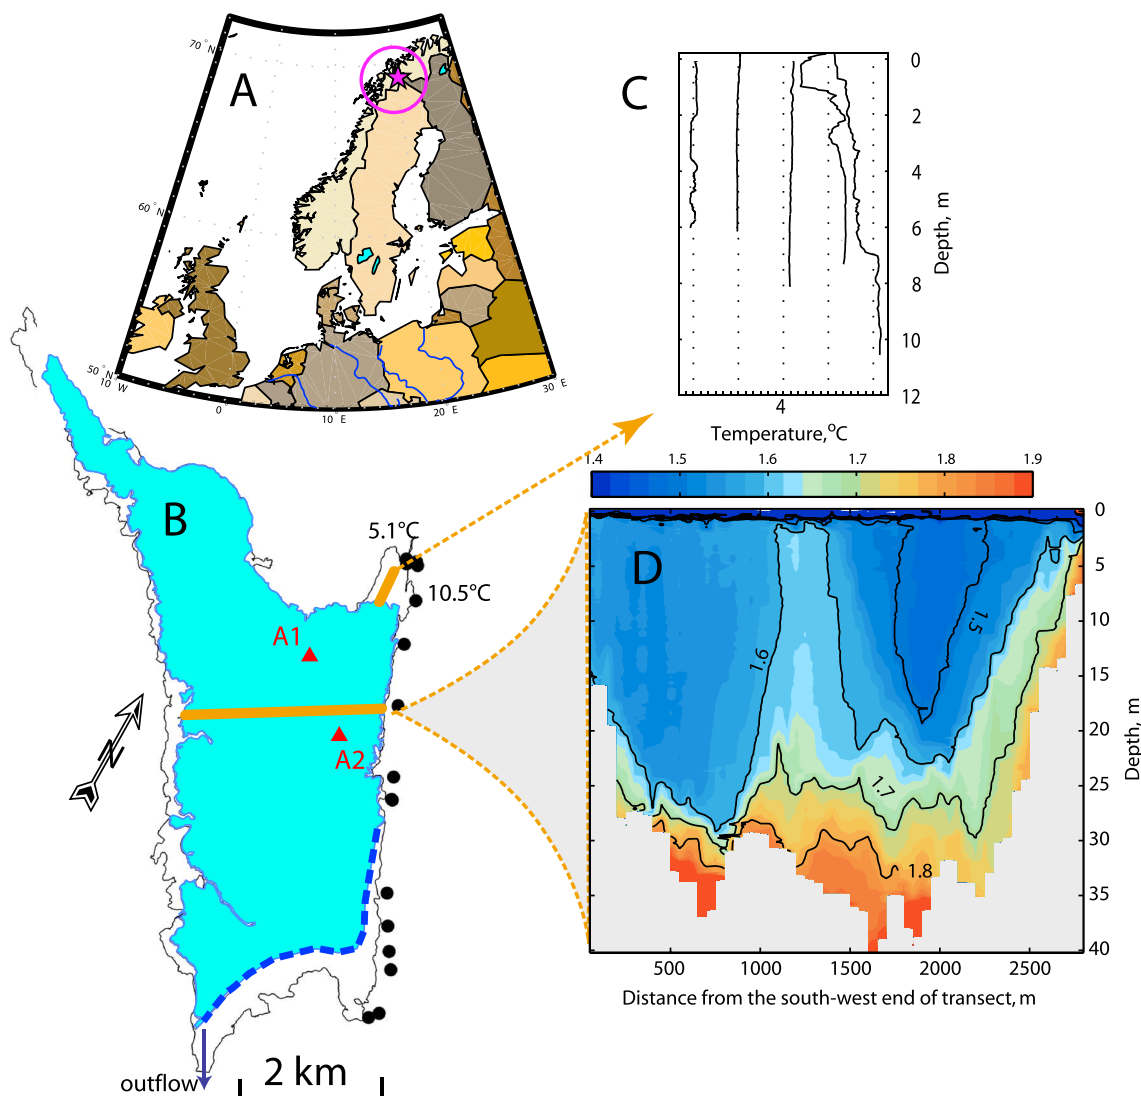 A
70 °N
60 °N
50 °N
10 °W
0 °
10 °E
20 °E
30 °E
C
0
2
4
6
8
10
12
Depth, m
4
Temperature,°C
1.4 1.5 1.6 1.7 1.8 1.9
B
5.1°C
10.5°C
A1
A2
N
outflow
2 km
D
1.6
1.5
1.7
1.8
0
5
10
15
20
25
30
35
40
Depth, m
500 1000 1500 2000 2500
Distance from the south-west end of transect, m